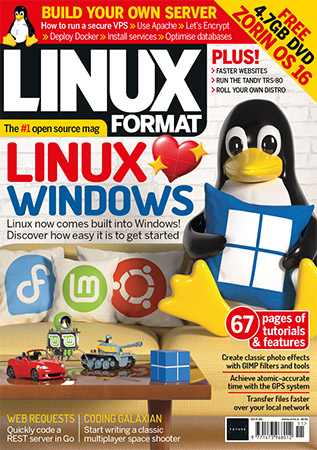 BUILD YOUR OWN SERVER
How to run a secure VPS > Use Apache > Let's Encrypt
> Deploy Docker > Install services > Optimise databases
FREE
4.7GB DVD
ZORIN OS 16
LINUX
FORMAT
The #1 open source mag
PLUS!
> FASTER WEBSITES
> RUN THE TANDY TRS-80
> ROLL YOUR OWN DISTRO
LINUX
WINDOWS
Linux now comes built into Windows!
Discover how easy it is to get started
67 pages of
tutorials
& features
Create classic photo effects
with GIMP filters and tools
Achieve atomic-accurate
time with the GPS system
Transfer files faster
over your local network
WEB REQUESTS
Quickly code a
REST server in Go
CODING GALAXIAN
Start writing a classic
multiplayer space shooter
FUTURE
11>
9 771473 968012